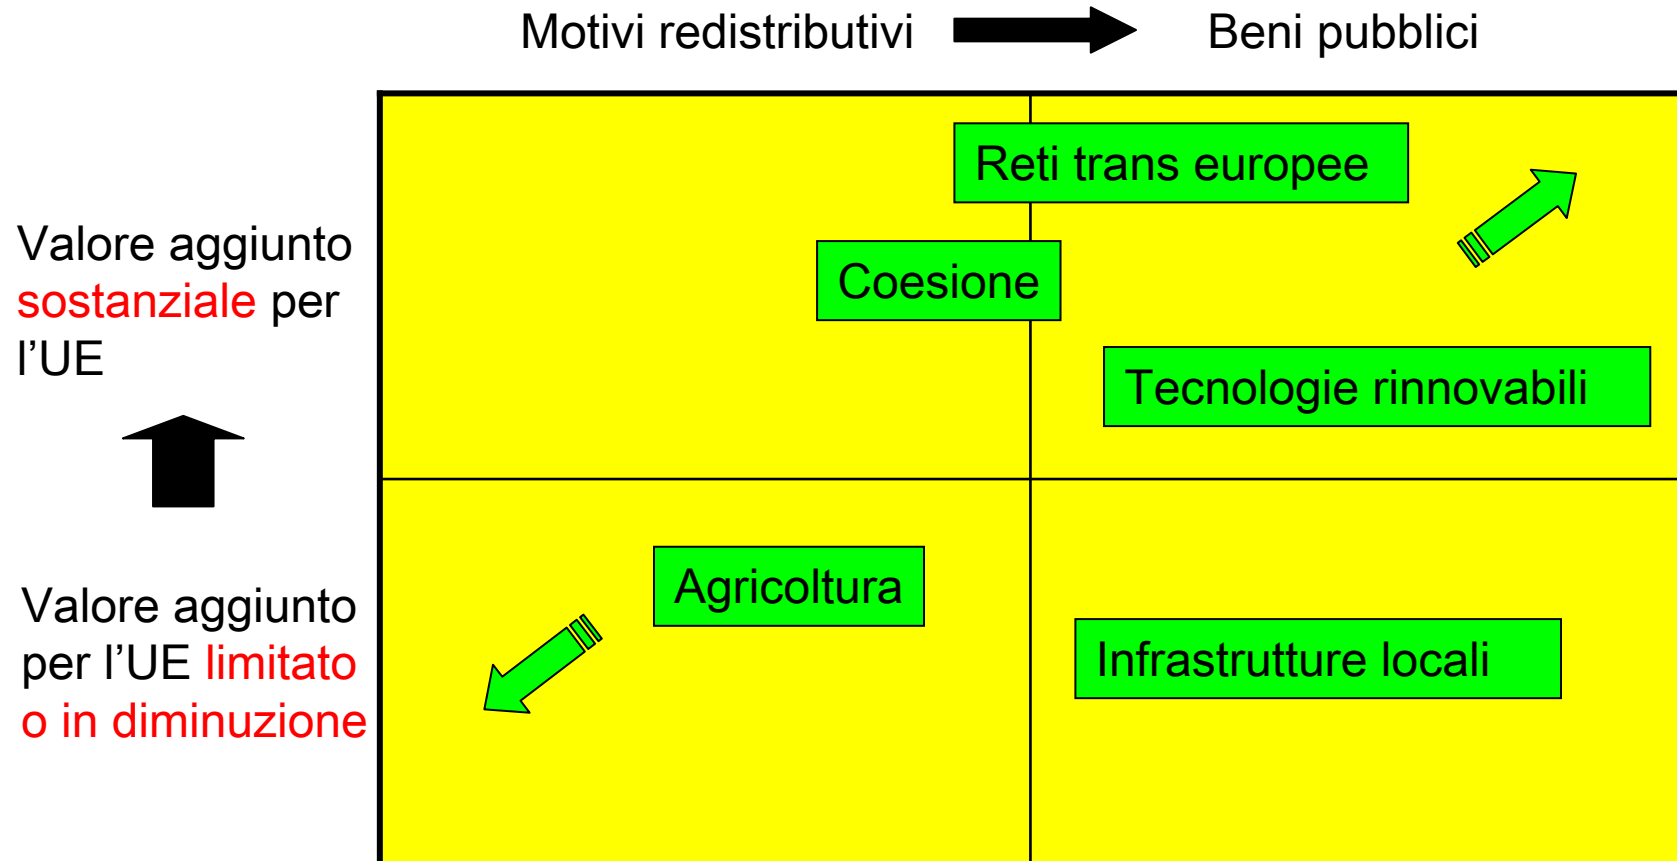 Motivi redistributivi Beni pubblici
Reti trans europee
Valore aggiunto
sostanziale per
l’UE
Coesione
Tecnologie rinnovabili
Agricoltura
Valore aggiunto
per l’UE limitato
o in diminuzione
Infrastrutture locali